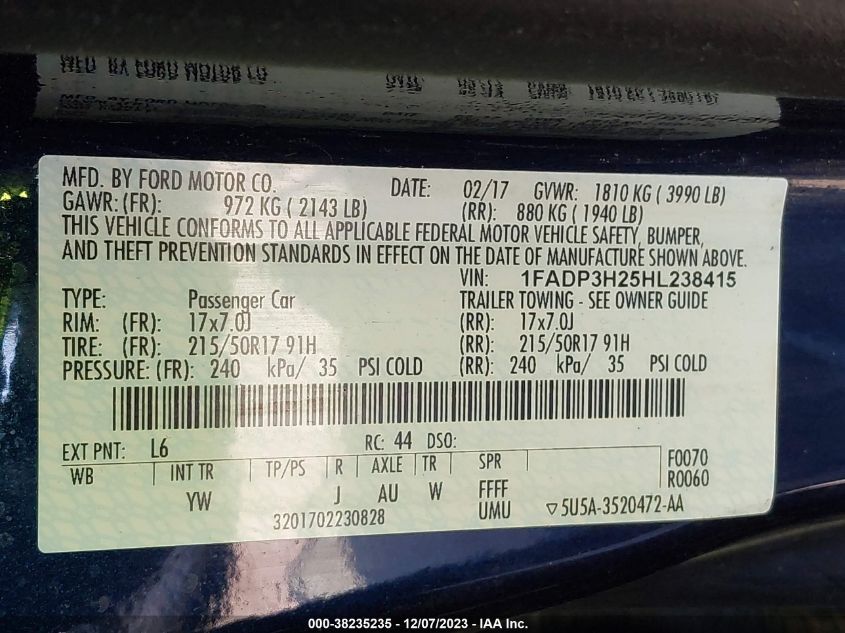 MFD. BY FORD MOTOR CO. DATE: 02/17 GVWR: 1810 KG ( 3990 LB)
GAWR: (FR): 972 KG ( 2143 LB) (RR): 880 KG ( 1940 LB)
THIS VEHICLE CONFORMS TO ALL APPLICABLE FEDERAL MOTOR VEHICLE SAFETY, BUMPER,
AND THEFT PREVENTION STANDARDS IN EFFECT ON THE DATE OF MANUFACTURE SHOWN ABOVE.
VIN: 1FADP3H25HL238415
TYPE: Passenger Car TRAILER TOWING - SEE OWNER GUIDE
RIM: (FR): 17x7.0J (RR): 17x7.0J
TIRE: (FR): 215/50R17 91H (RR): 215/50R17 91H
PRESSURE: (FR): 240 kPa/ 35 PSI COLD (RR): 240 kPa/ 35 PSI COLD
EXT PNT: L6 RC: 44 DSO: F0070
WB INT TR TP/PS R AXLE TR SPR R0060
YW J AU W FFFF
3201702230828 UMU ▽5U5A-3520472-AA
000-38235235 - 12/07/2023 - IAA Inc.